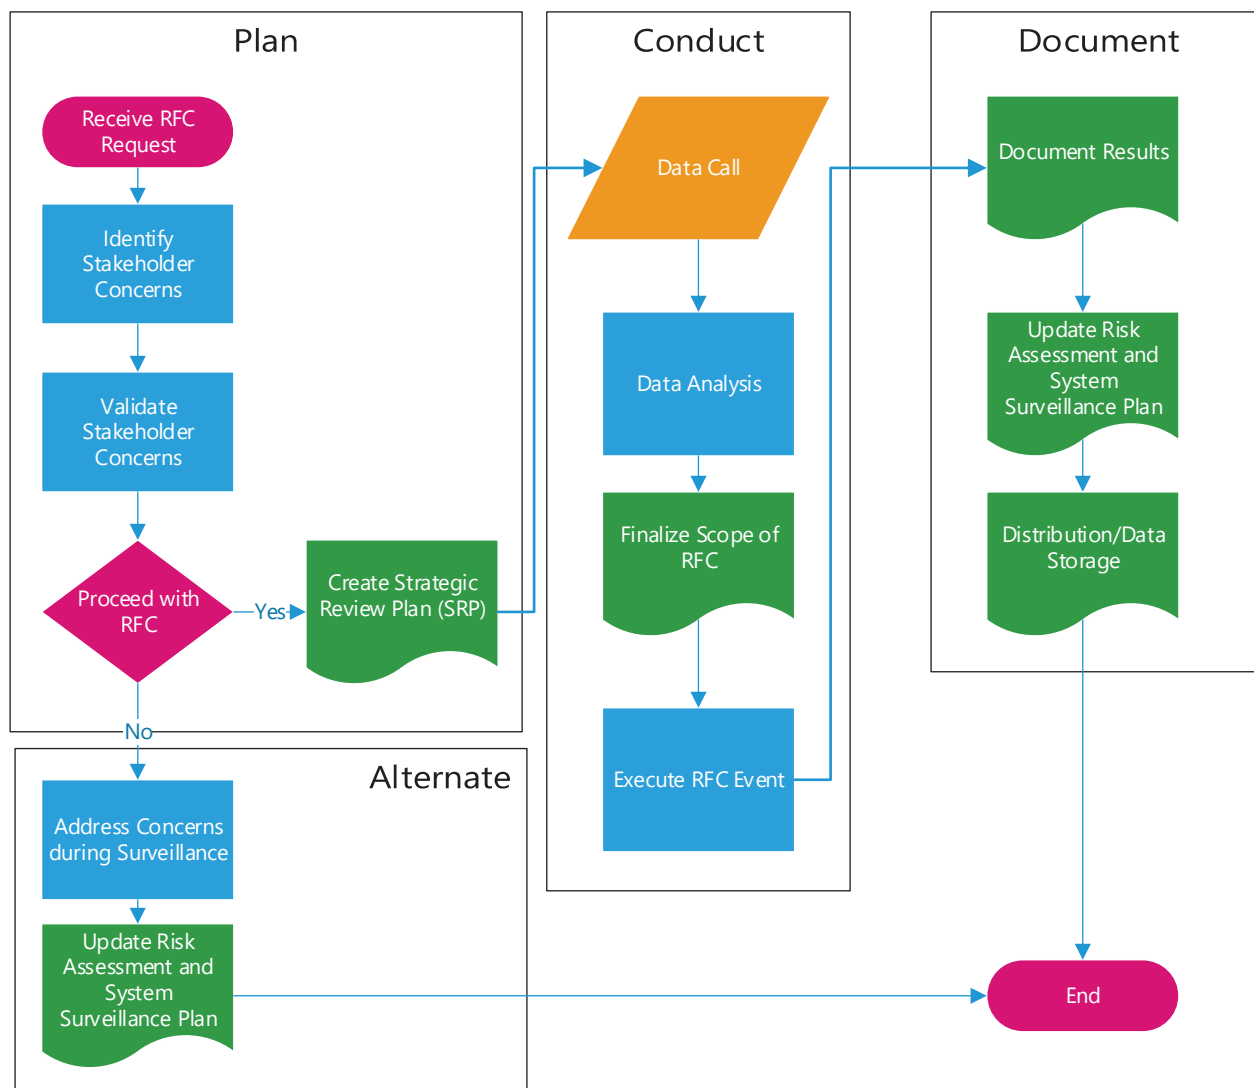 Plan
Receive RFC
Request
Identify
Stakeholder
Concerns
Validate
Stakeholder
Concerns
Proceed with
RFC
Yes
Create Strategic
Review Plan (SRP)
No
Alternate
Address Concerns
during Surveillance
Update Risk
Assessment and
System
Surveillance Plan
Conduct
Data Call
Data Analysis
Finalize Scope of
RFC
Execute RFC Event
Document
Document Results
Update Risk
Assessment and
System
Surveillance Plan
Distribution/Data
Storage
End